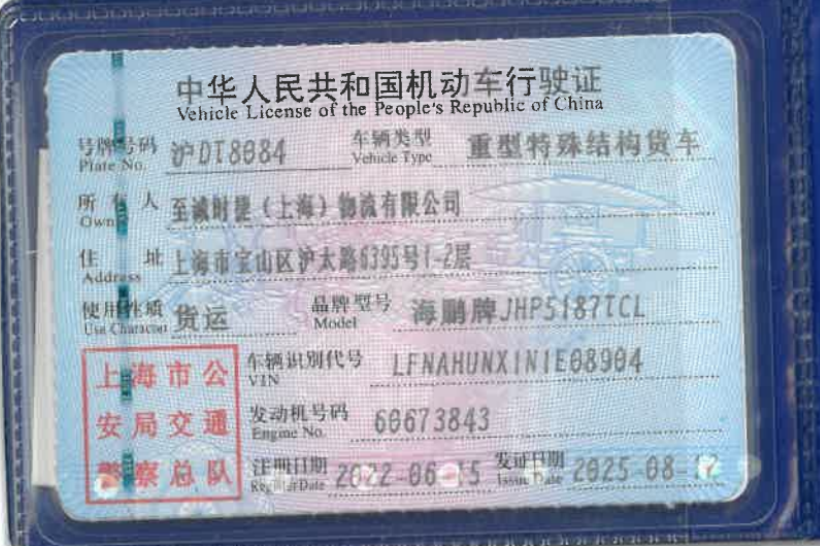 中华人民共和国机动车行驶证
Vehicle License of the People's Republic of China
号牌号码 沪DT8084 车辆类型 重型特殊结构货车
Plate No. Vehicle Type
所有人 至诚时捷（上海）物流有限公司
Owner
住址 上海市宝山区沪太路6395号1-2层
Address
使用性质 货运 品牌型号 海鹏牌JHP5187TCL
Use Character Model
上海市公
安局交通
警察总队
车辆识别代号 LFNAHUNX1N1E08904
VIN
发动机号码 60673843
Engine No.
注册日期 2022-06-15 发证日期 2025-08-
Register Date Issue Date